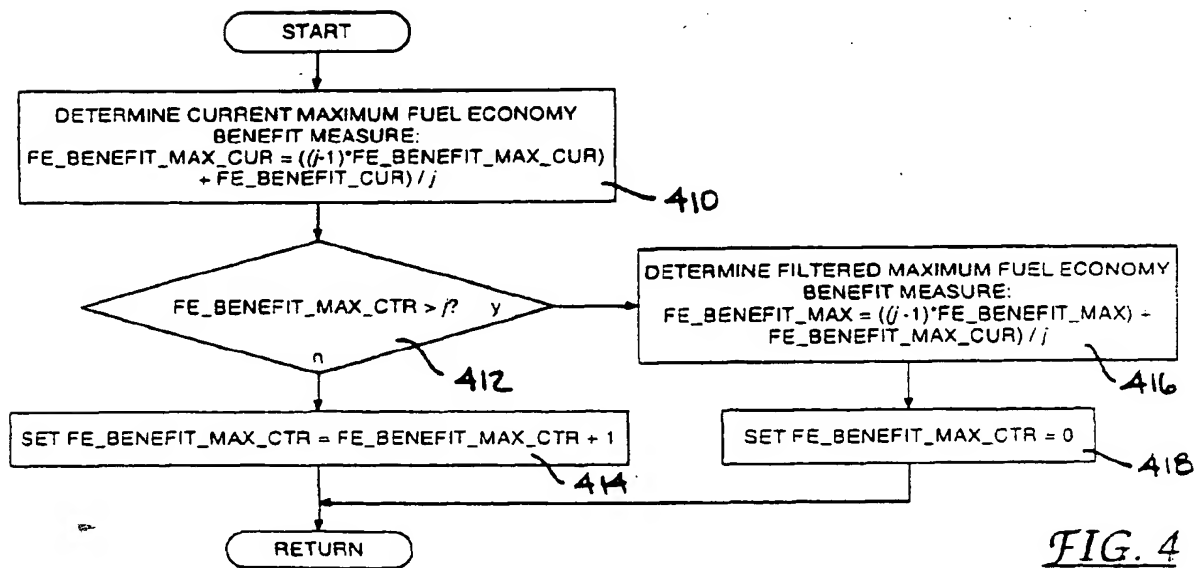 START
DETERMINE CURRENT MAXIMUM FUEL ECONOMY
BENEFIT MEASURE:
FE_BENEFIT_MAX_CUR = ((j-1)*FE_BENEFIT_MAX_CUR)
+ FE_BENEFIT_CUR) / j
410
FE_BENEFIT_MAX_CTR > j?
y
n
412
DETERMINE FILTERED MAXIMUM FUEL ECONOMY
BENEFIT MEASURE:
FE_BENEFIT_MAX = ((j -1)*FE_BENEFIT_MAX) +
FE_BENEFIT_MAX_CUR) / j
416
SET FE_BENEFIT_MAX_CTR = FE_BENEFIT_MAX_CTR + 1
414
SET FE_BENEFIT_MAX_CTR = 0
418
RETURN
FIG. 4